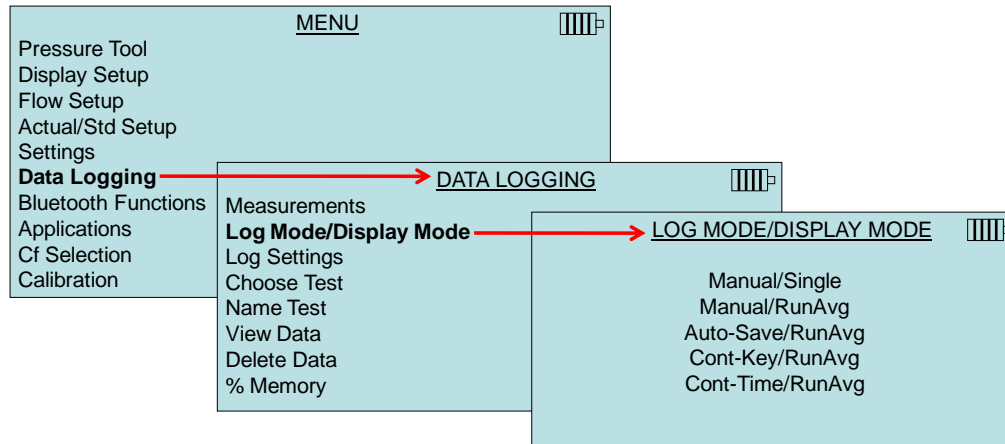 MENU
Pressure Tool
Display Setup
Flow Setup
Actual/Std Setup
Settings
Data Logging
Bluetooth Functions
Applications
Cf Selection
Calibration
DATA LOGGING
Measurements
Log Mode/Display Mode
Log Settings
Choose Test
Name Test
View Data
Delete Data
% Memory
LOG MODE/DISPLAY MODE
Manual/Single
Manual/RunAvg
Auto-Save/RunAvg
Cont-Key/RunAvg
Cont-Time/RunAvg